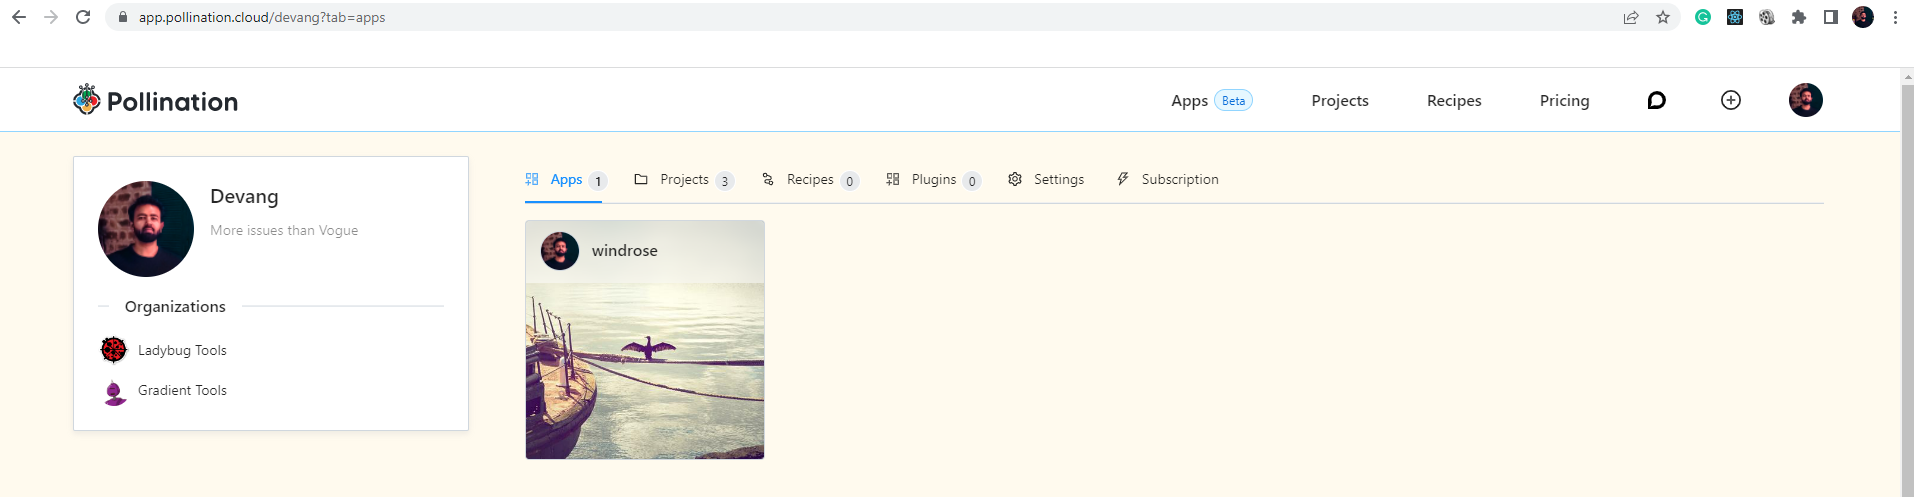 app.pollination.cloud/devang?tab=apps
Pollination
Apps Beta Projects Recipes Pricing
Devang
More issues than Vogue
Organizations
Ladybug Tools
Gradient Tools
Apps 1 Projects 3 Recipes 0 Plugins 0 Settings Subscription
windrose